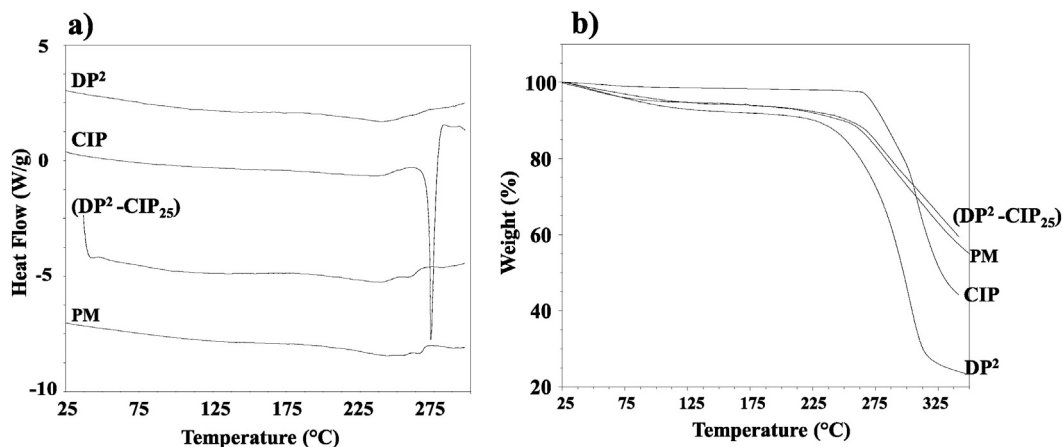 a)
5
DP²
CIP
0
(DP²-CIP₂₅)
-5
PM
-10
Heat Flow (W/g)
25 75 125 175 225 275
Temperature (°C)
b)
100
80
60
40
20
Weight (%)
(DP²-CIP₂₅)
PM
CIP
DP²
25 75 125 175 225 275 325
Temperature (°C)